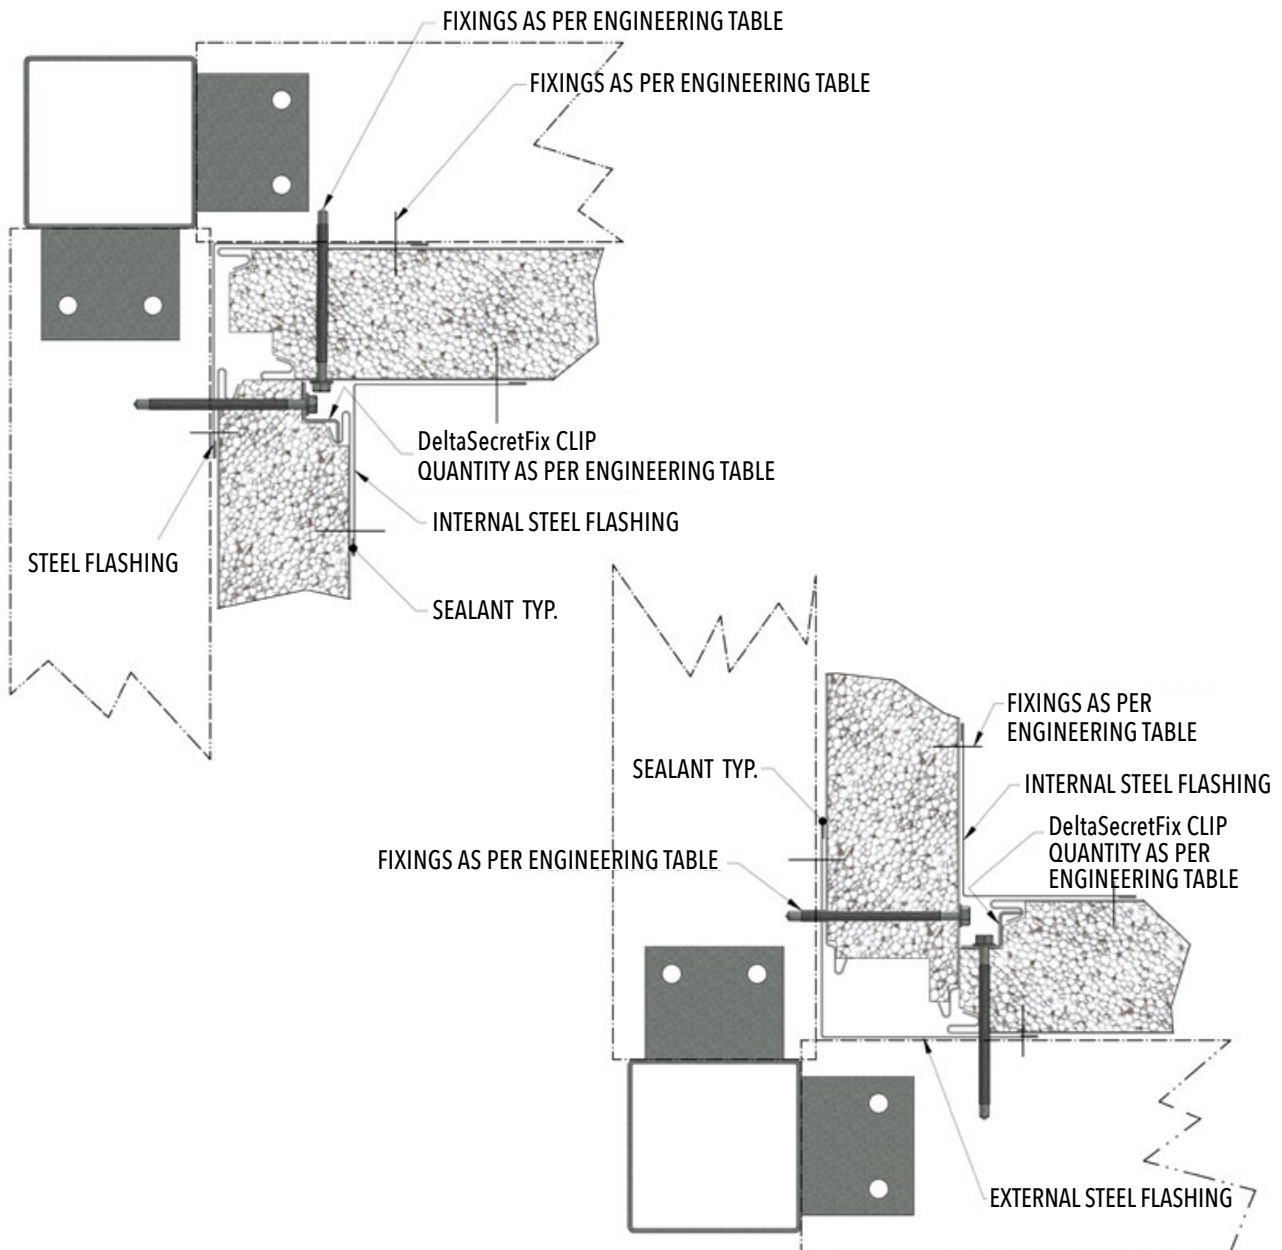 FIXINGS AS PER ENGINEERING TABLE
FIXINGS AS PER ENGINEERING TABLE
DeltaSecretFix CLIP
QUANTITY AS PER ENGINEERING TABLE
INTERNAL STEEL FLASHING
STEEL FLASHING
SEALANT TYP.
FIXINGS AS PER
ENGINEERING TABLE
SEALANT TYP.
INTERNAL STEEL FLASHING
DeltaSecretFix CLIP
QUANTITY AS PER
ENGINEERING TABLE
FIXINGS AS PER ENGINEERING TABLE
EXTERNAL STEEL FLASHING